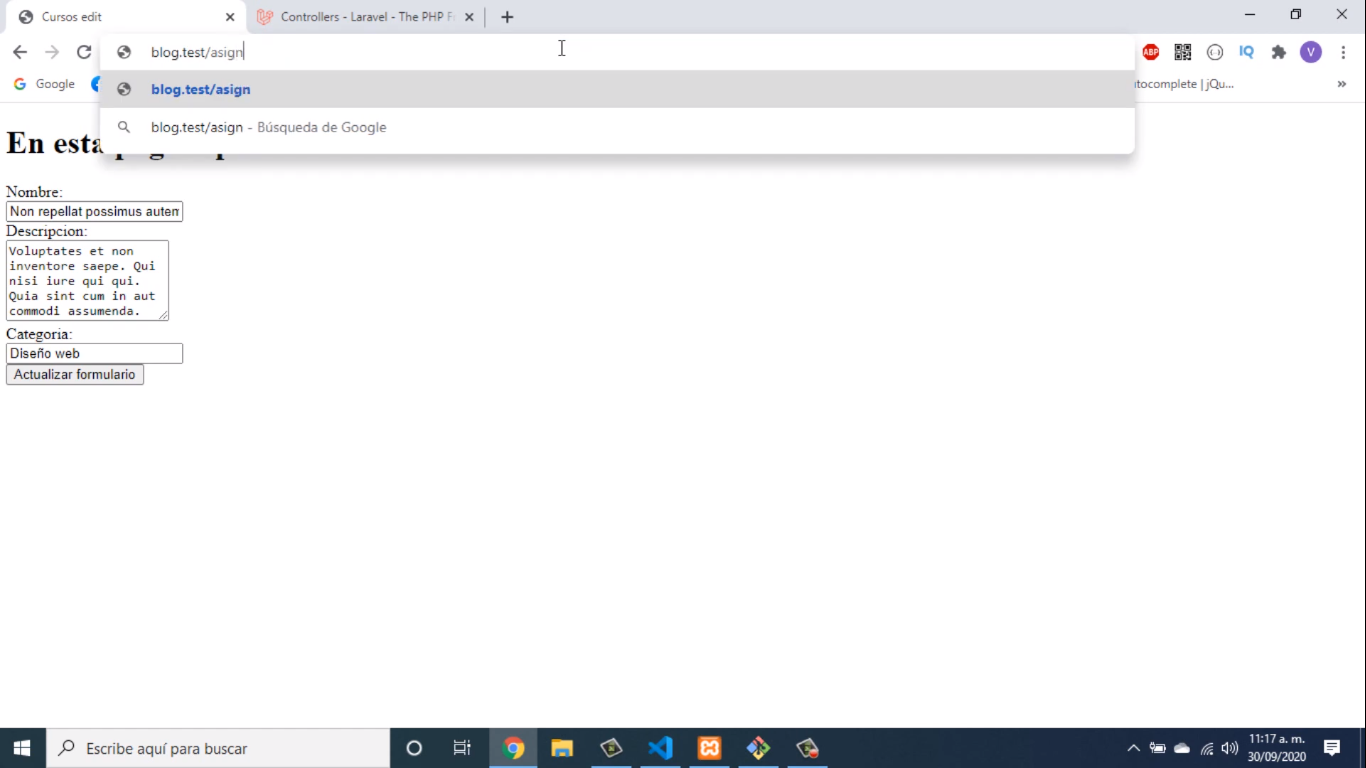 Cursos edit
Controllers - Laravel - The PHP F
blog.test/asign
ABP
IQ
V
Google
blog.test/asign
tocomplete | jQu...
»
blog.test/asign - Búsqueda de Google
En esta
Nombre:
Non repellat possimus autem
Descripcion:
Voluptates et non
inventore saepe. Qui
nisi iure qui qui.
Quia sint cum in aut
commodi assumenda.
Categoria:
Diseño web
Actualizar formulario
Escribe aquí para buscar
11:17 a. m.
30/09/2020